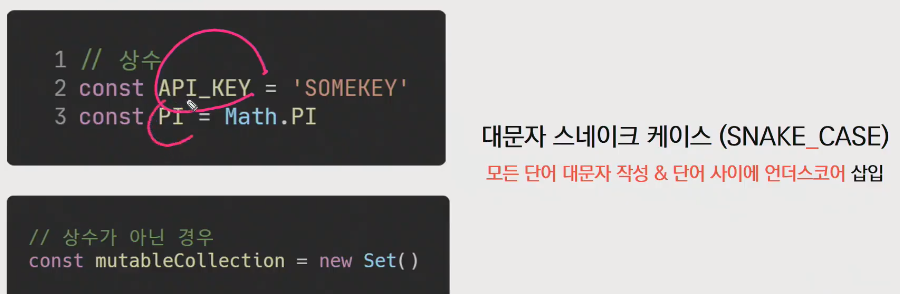 1 // 상수
2 const API_KEY = 'SOMEKEY'
3 const PI = Math.PI
대문자 스네이크 케이스 (SNAKE_CASE)
모든 단어 대문자 작성 & 단어 사이에 언더스코어 삽입
// 상수가 아닌 경우
const mutableCollection = new Set()